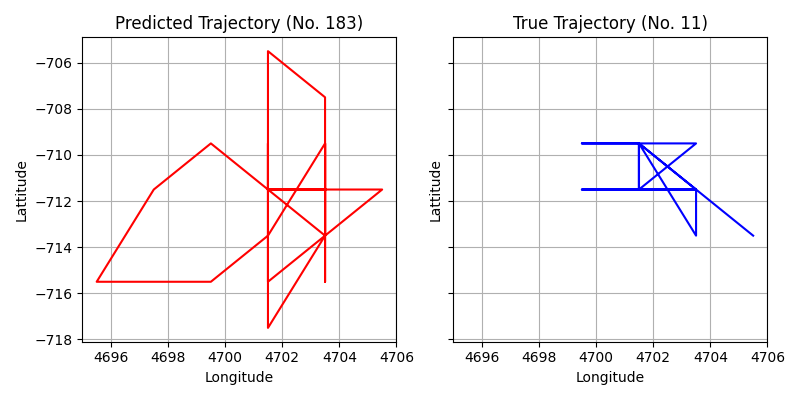 Predicted Trajectory (No. 183)
−706
−708
−710
−712
−714
−716
−718
Lattitude
4696 4698 4700 4702 4704 4706
Longitude
True Trajectory (No. 11)
Lattitude
4696 4698 4700 4702 4704 4706
Longitude